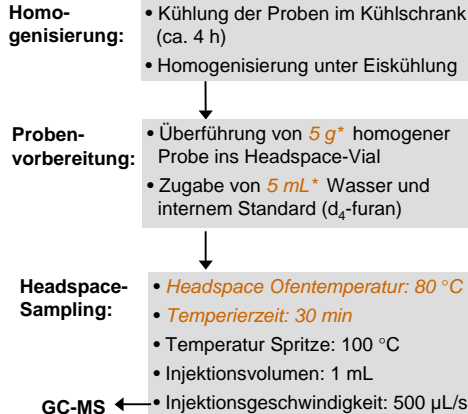 Homo-
genisierung:
• Kühlung der Proben im Kühlschrank
(ca. 4 h)
• Homogenisierung unter Eiskühlung
Proben-
vorbereitung:
• Überführung von 5 g* homogener
Probe ins Headspace-Vial
• Zugabe von 5 mL* Wasser und
internem Standard (d₄-furan)
Headspace-
Sampling:
• Headspace Ofentemperatur: 80 °C
• Temperierzeit: 30 min
• Temperatur Spritze: 100 °C
• Injektionsvolumen: 1 mL
• Injektionsgeschwindigkeit: 500 µL/s
GC-MS